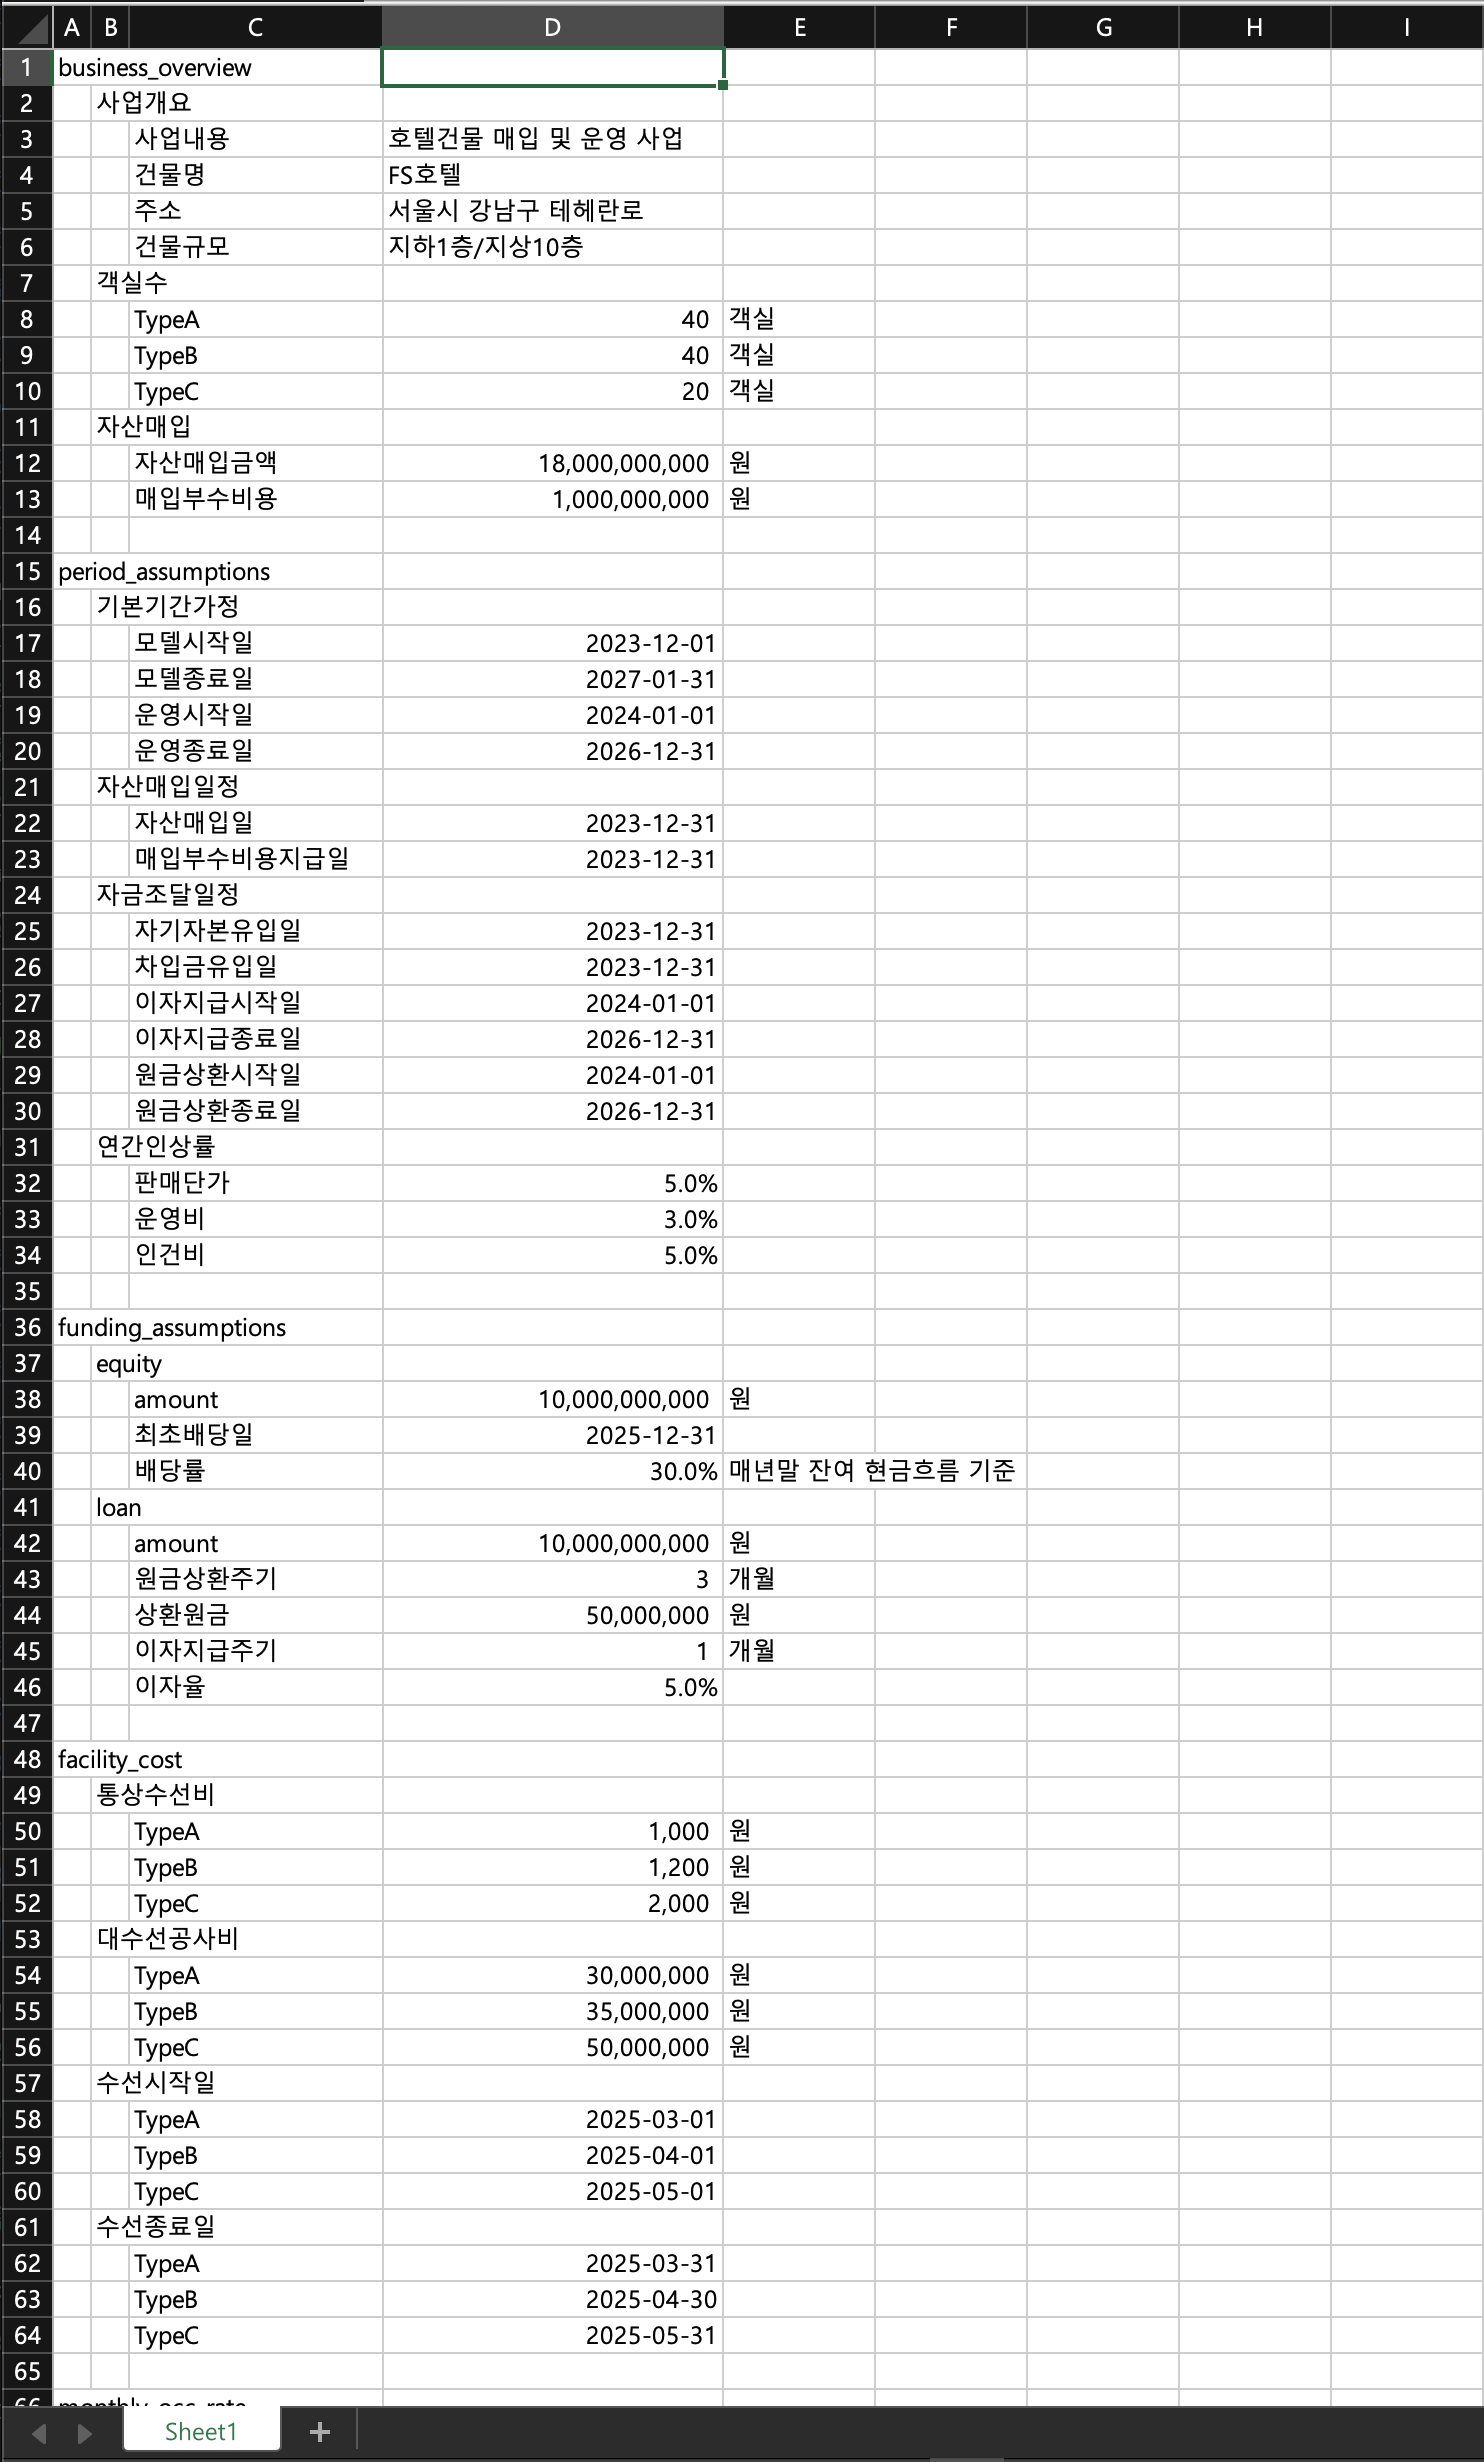 A B C D E F G H I
1 business_overview
2 사업개요
3 사업내용 호텔건물 매입 및 운영 사업
4 건물명 FS호텔
5 주소 서울시 강남구 테헤란로
6 건물규모 지하1층/지상10층
7 객실수
8 TypeA 40 객실
9 TypeB 40 객실
10 TypeC 20 객실
11 자산매입
12 자산매입금액 18,000,000,000 원
13 매입부수비용 1,000,000,000 원
14
15 period_assumptions
16 기본기간가정
17 모델시작일 2023-12-01
18 모델종료일 2027-01-31
19 운영시작일 2024-01-01
20 운영종료일 2026-12-31
21 자산매입일정
22 자산매입일 2023-12-31
23 매입부수비용지급일 2023-12-31
24 자금조달일정
25 자기자본유입일 2023-12-31
26 차입금유입일 2023-12-31
27 이자지급시작일 2024-01-01
28 이자지급종료일 2026-12-31
29 원금상환시작일 2024-01-01
30 원금상환종료일 2026-12-31
31 연간인상률
32 판매단가 5.0%
33 운영비 3.0%
34 인건비 5.0%
35
36 funding_assumptions
37 equity
38 amount 10,000,000,000 원
39 최초배당일 2025-12-31
40 배당률 30.0% 매년말 잔여 현금흐름 기준
41 loan
42 amount 10,000,000,000 원
43 원금상환주기 3 개월
44 상환원금 50,000,000 원
45 이자지급주기 1 개월
46 이자율 5.0%
47
48 facility_cost
49 통상수선비
50 TypeA 1,000 원
51 TypeB 1,200 원
52 TypeC 2,000 원
53 대수선공사비
54 TypeA 30,000,000 원
55 TypeB 35,000,000 원
56 TypeC 50,000,000 원
57 수선시작일
58 TypeA 2025-03-01
59 TypeB 2025-04-01
60 TypeC 2025-05-01
61 수선종료일
62 TypeA 2025-03-31
63 TypeB 2025-04-30
64 TypeC 2025-05-31
65
66 monthly_occ_rate
Sheet1